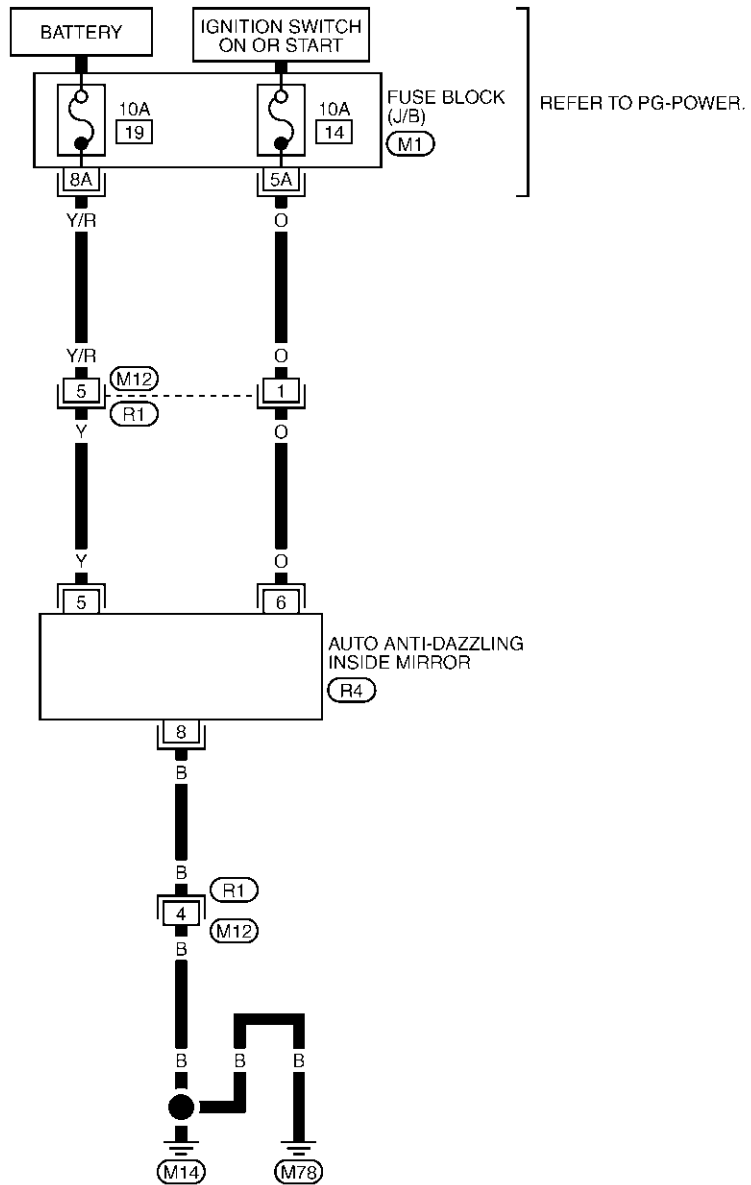 BATTERY
IGNITION SWITCH
ON OR START
10A
19
10A
14
FUSE BLOCK
(J/B)
M1
REFER TO PG-POWER.
8A
5A
Y/R
O
Y/R
O
5
M12
1
R1
Y
O
Y
O
5
6
AUTO ANTI-DAZZLING
INSIDE MIRROR
R4
8
B
B
R1
4
M12
B
B
B
B
M14
M78